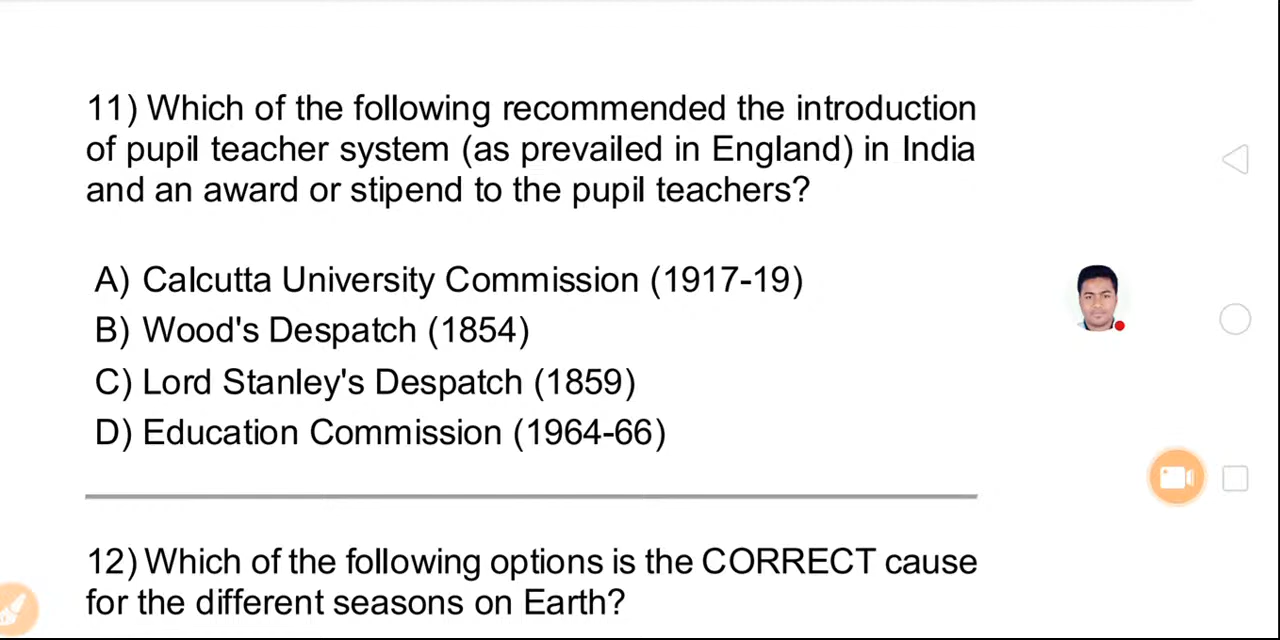 11) Which of the following recommended the introduction
of pupil teacher system (as prevailed in England) in India
and an award or stipend to the pupil teachers?
A) Calcutta University Commission (1917-19)
B) Wood's Despatch (1854)
C) Lord Stanley's Despatch (1859)
D) Education Commission (1964-66)
12) Which of the following options is the CORRECT cause
for the different seasons on Earth?